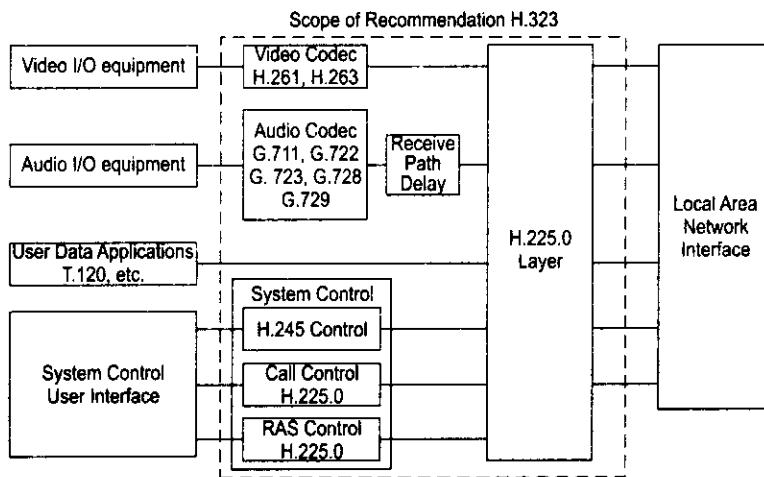 Scope of Recommendation H.323
Video I/O equipment
Video Codec
H.261, H.263
Audio I/O equipment
Audio Codec
G.711, G.722
G. 723, G.728
G.729
Receive
Path
Delay
User Data Applications
T.120, etc.
H.225.0
Layer
Local Area
Network
Interface
System Control
User Interface
System Control
H.245 Control
Call Control
H.225.0
RAS Control
H.225.0